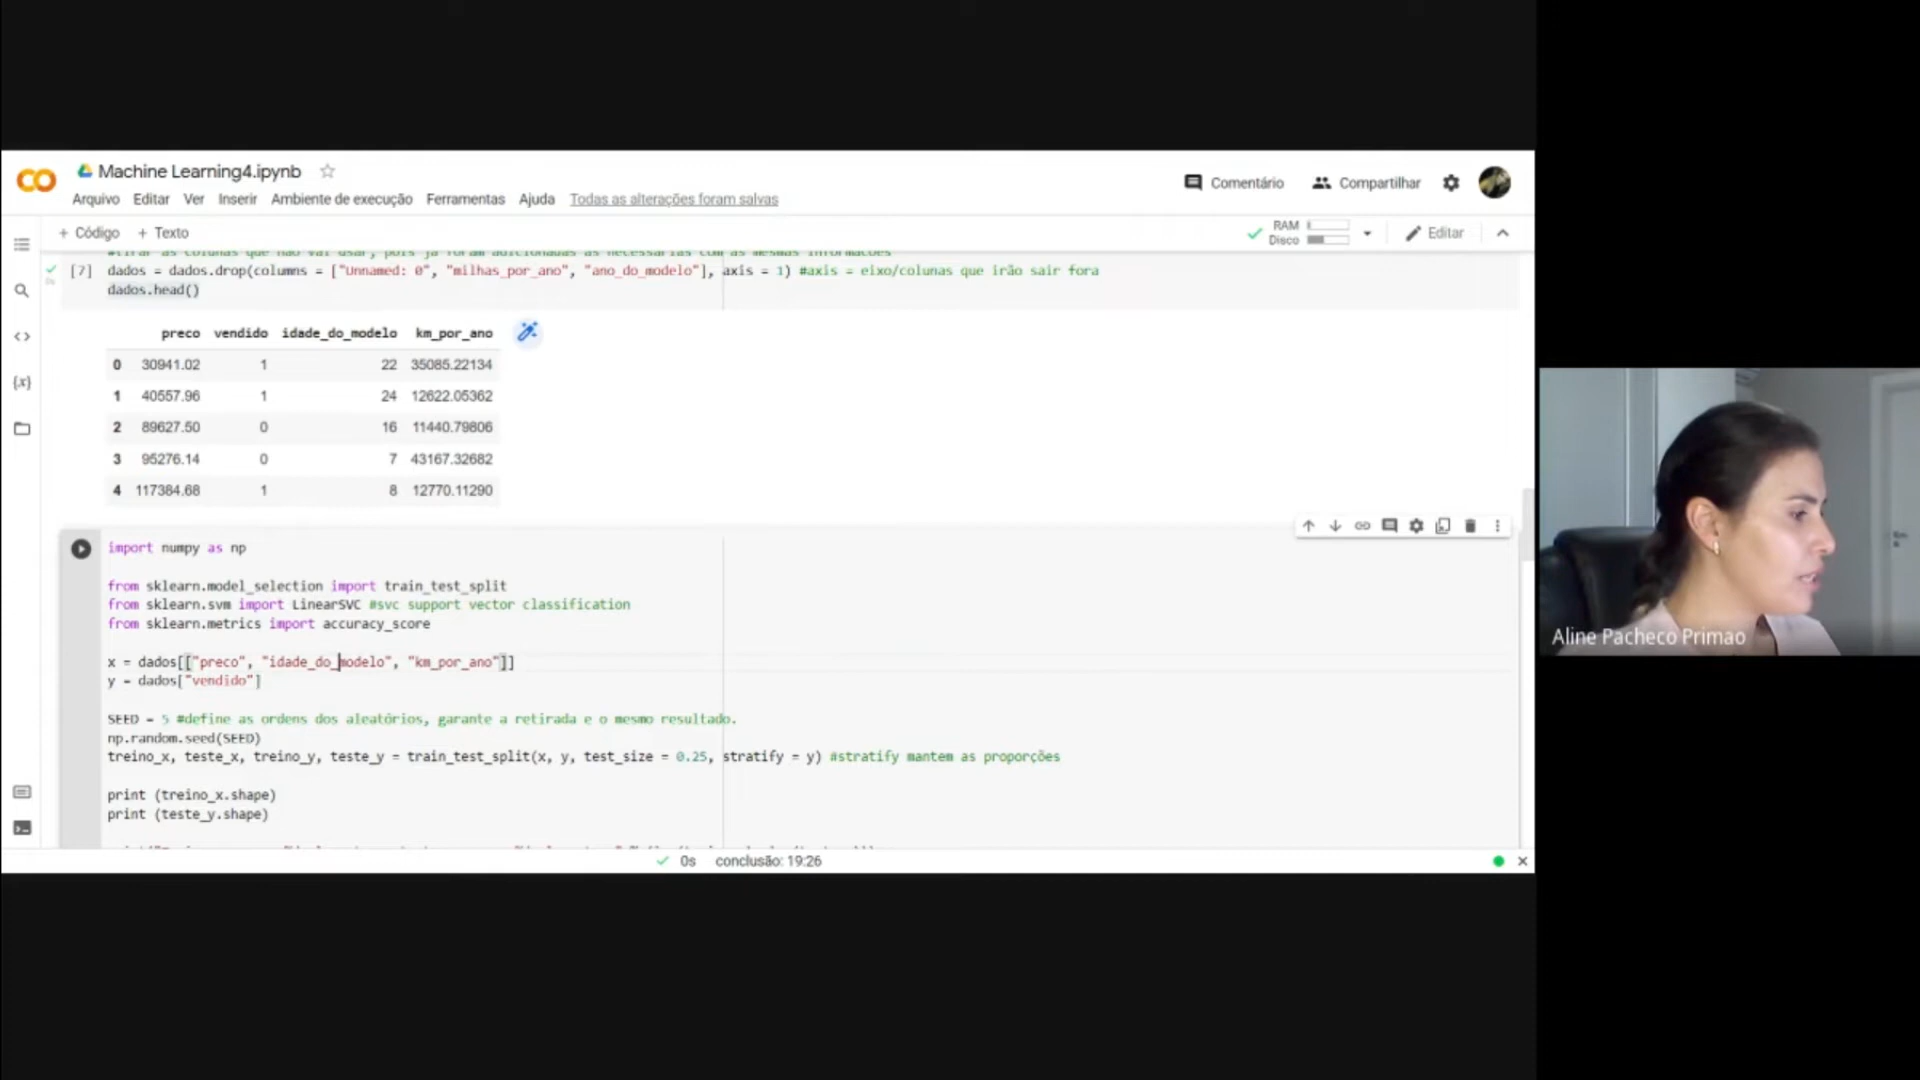 Machine Learning4.ipynb
Comentário Compartilhar
Arquivo Editar Ver Inserir Ambiente de execução Ferramentas Ajuda Todas as alterações foram salvas
+ Código + Texto
RAM
Disco
Editar
#tirar as colunas que não vai usar, pois já foram adicionadas as necessárias com as mesmas informações
[7] dados = dados.drop(columns = ["Unnamed: 0", "milhas_por_ano", "ano_do_modelo"], axis = 1) #axis = eixo/colunas que irão sair fora
0s
dados.head()
preco vendido idade_do_modelo km_por_ano
0 30941.02 1 22 35085.22134
1 40557.96 1 24 12622.05362
2 89627.50 0 16 11440.79806
3 95276.14 0 7 43167.32682
4 117384.68 1 8 12770.11290
import numpy as np
from sklearn.model_selection import train_test_split
from sklearn.svm import LinearSVC #svc support vector classification
from sklearn.metrics import accuracy_score
x = dados[["preco", "idade_do_modelo", "km_por_ano"]]
y = dados["vendido"]
SEED = 5 #define as ordens dos aleatórios, garante a retirada e o mesmo resultado.
np.random.seed(SEED)
treino_x, teste_x, treino_y, teste_y = train_test_split(x, y, test_size = 0.25, stratify = y) #stratify mantem as proporções
print (treino_x.shape)
print (teste_y.shape)
0s conclusão: 19:26
Aline Pacheco Primao